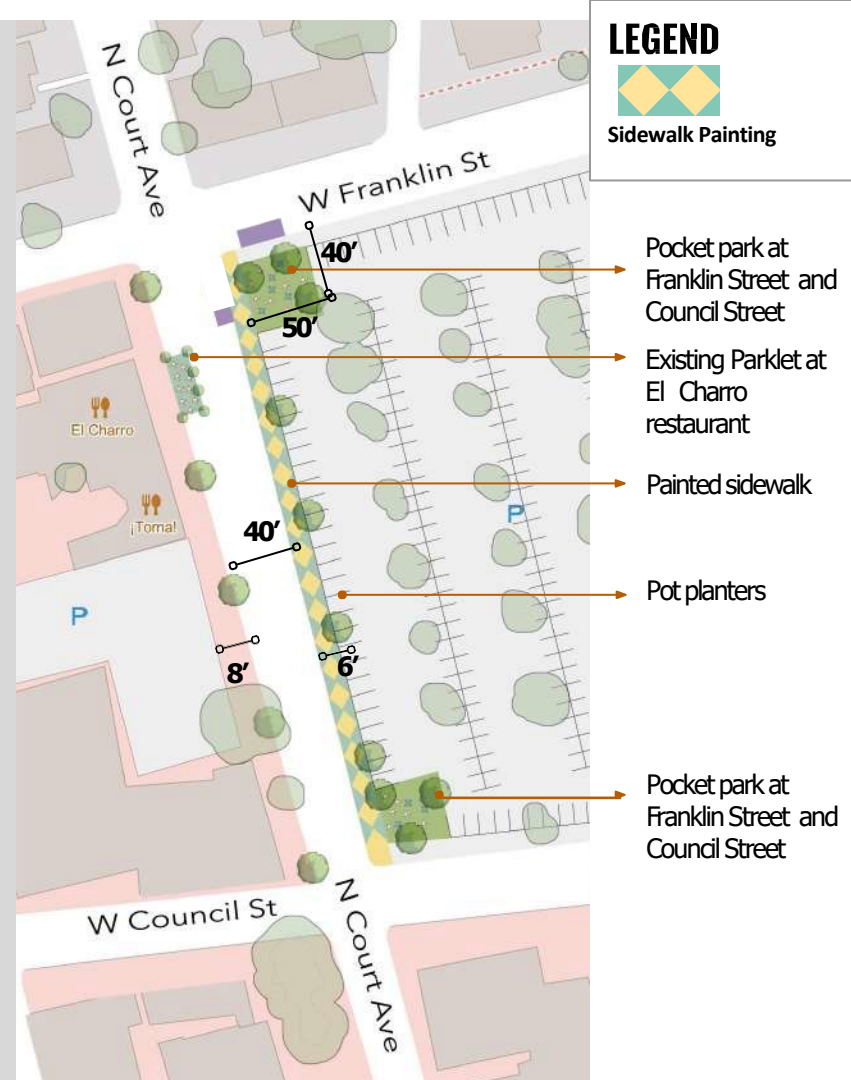 LEGEND
Sidewalk Painting
N Court Ave
W Franklin St
40’
50’
Pocket park at
Franklin Street and
Council Street
Existing Parklet at
El Charro
restaurant
El Charro
Painted sidewalk
¡Toma!
P
40’
Pot planters
P
8’
6’
Pocket park at
Franklin Street and
Council Street
W Council St
N Court Ave